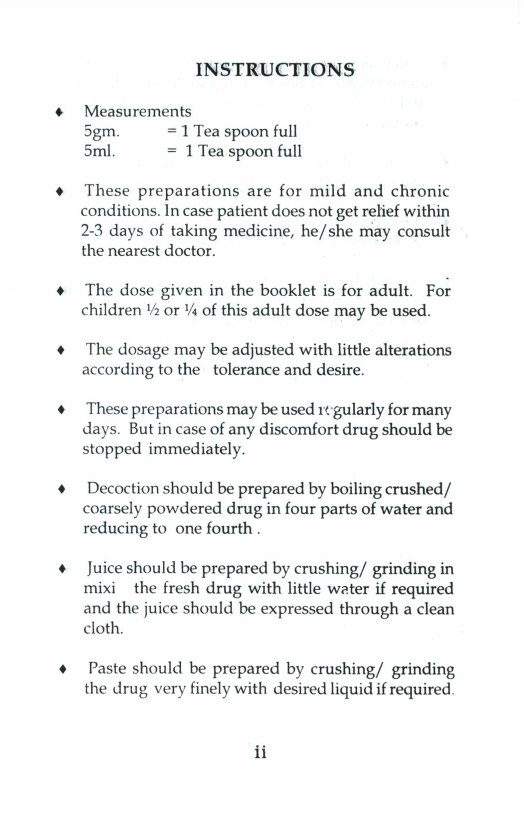 INSTRUCTIONS
♦ Measurements
5gm. = 1 Tea spoon full
5ml. = 1 Tea spoon full
♦ These preparations are for mild and chronic
conditions. In case patient does not get relief within
2-3 days of taking medicine, he/she may consult
the nearest doctor.
♦ The dose given in the booklet is for adult. For
children ½ or ¼ of this adult dose may be used.
♦ The dosage may be adjusted with little alterations
according to the tolerance and desire.
♦ These preparations may be used regularly for many
days. But in case of any discomfort drug should be
stopped immediately.
♦ Decoction should be prepared by boiling crushed/
coarsely powdered drug in four parts of water and
reducing to one fourth .
♦ Juice should be prepared by crushing/ grinding in
mixi the fresh drug with little water if required
and the juice should be expressed through a clean
cloth.
♦ Paste should be prepared by crushing/ grinding
the drug very finely with desired liquid if required.
ii